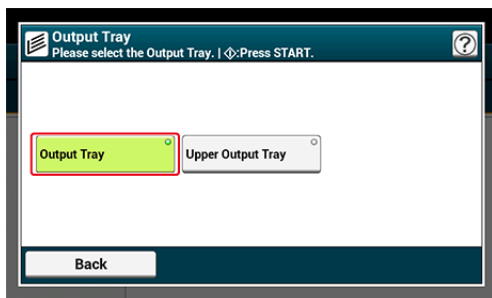 Output Tray
Please select the Output Tray. | :Press START.
Output Tray
Upper Output Tray
Back